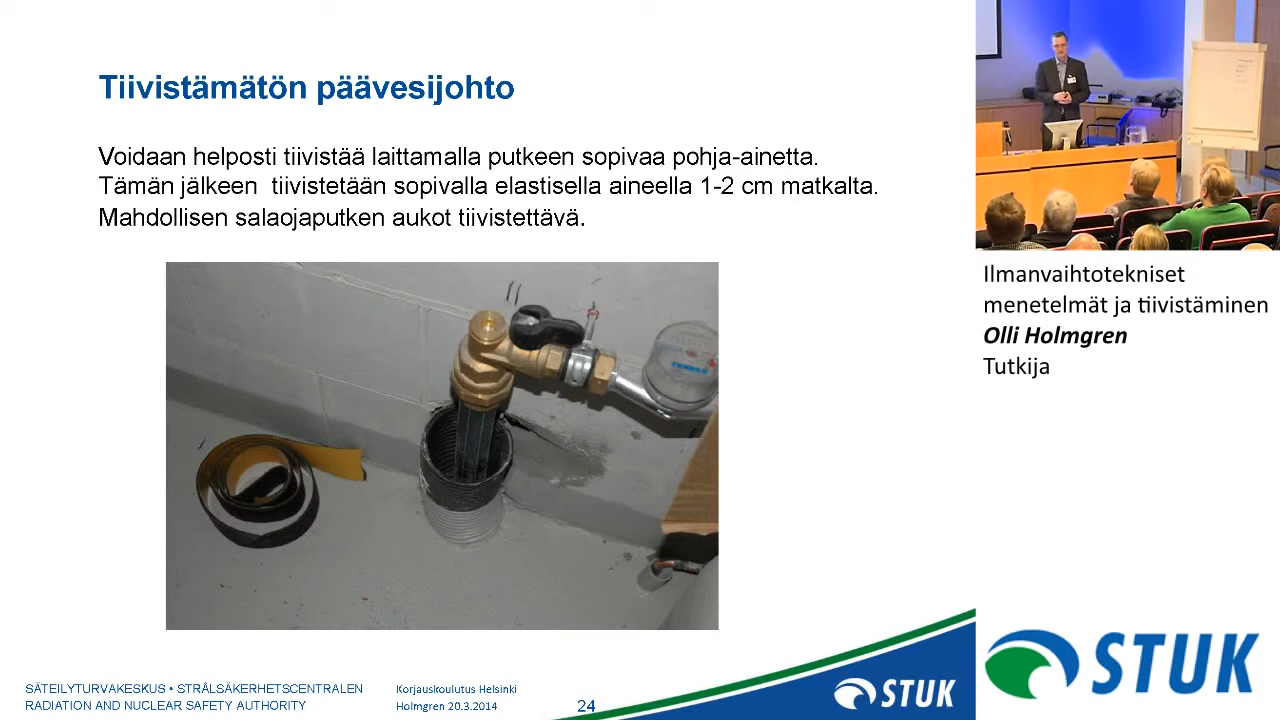 Tiivistämätön päävesijohto
Voidaan helposti tiivistää laittamalla putkeen sopivaa pohja-ainetta.
Tämän jälkeen tiivistetään sopivalla elastisella aineella 1-2 cm matkalta.
Mahdollisen salaojaputken aukot tiivistettävä.
Ilmanvaihtotekniset
menetelmät ja tiivistäminen
Olli Holmgren
Tutkija
SÄTEILYTURVAKESKUS • STRÅLSÄKERHETSCENTRALEN
RADIATION AND NUCLEAR SAFETY AUTHORITY
Korjauskoulutus Helsinki
Holmgren 20.3.2014
24
STUK
STUK